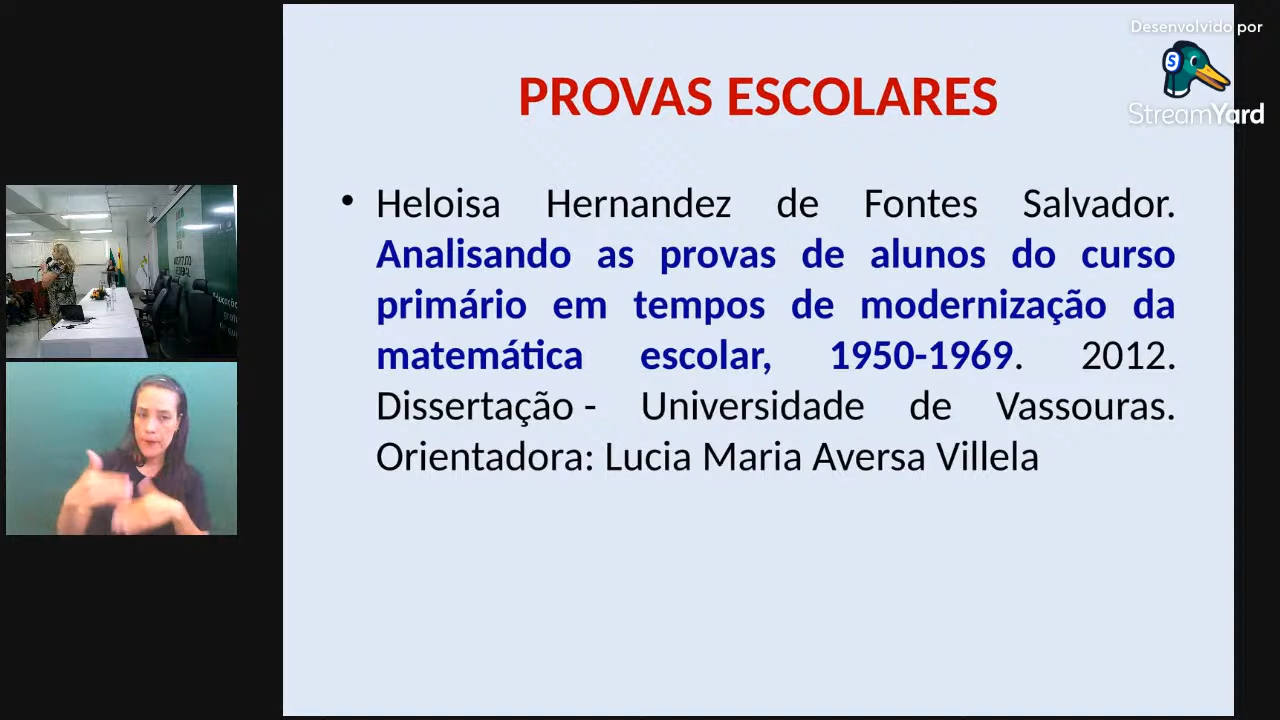 Desenvolvido por
StreamYard
PROVAS ESCOLARES
• Heloisa Hernandez de Fontes Salvador.
Analisando as provas de alunos do curso
primário em tempos de modernização da
matemática escolar, 1950-1969. 2012.
Dissertação - Universidade de Vassouras.
Orientadora: Lucia Maria Aversa Villela